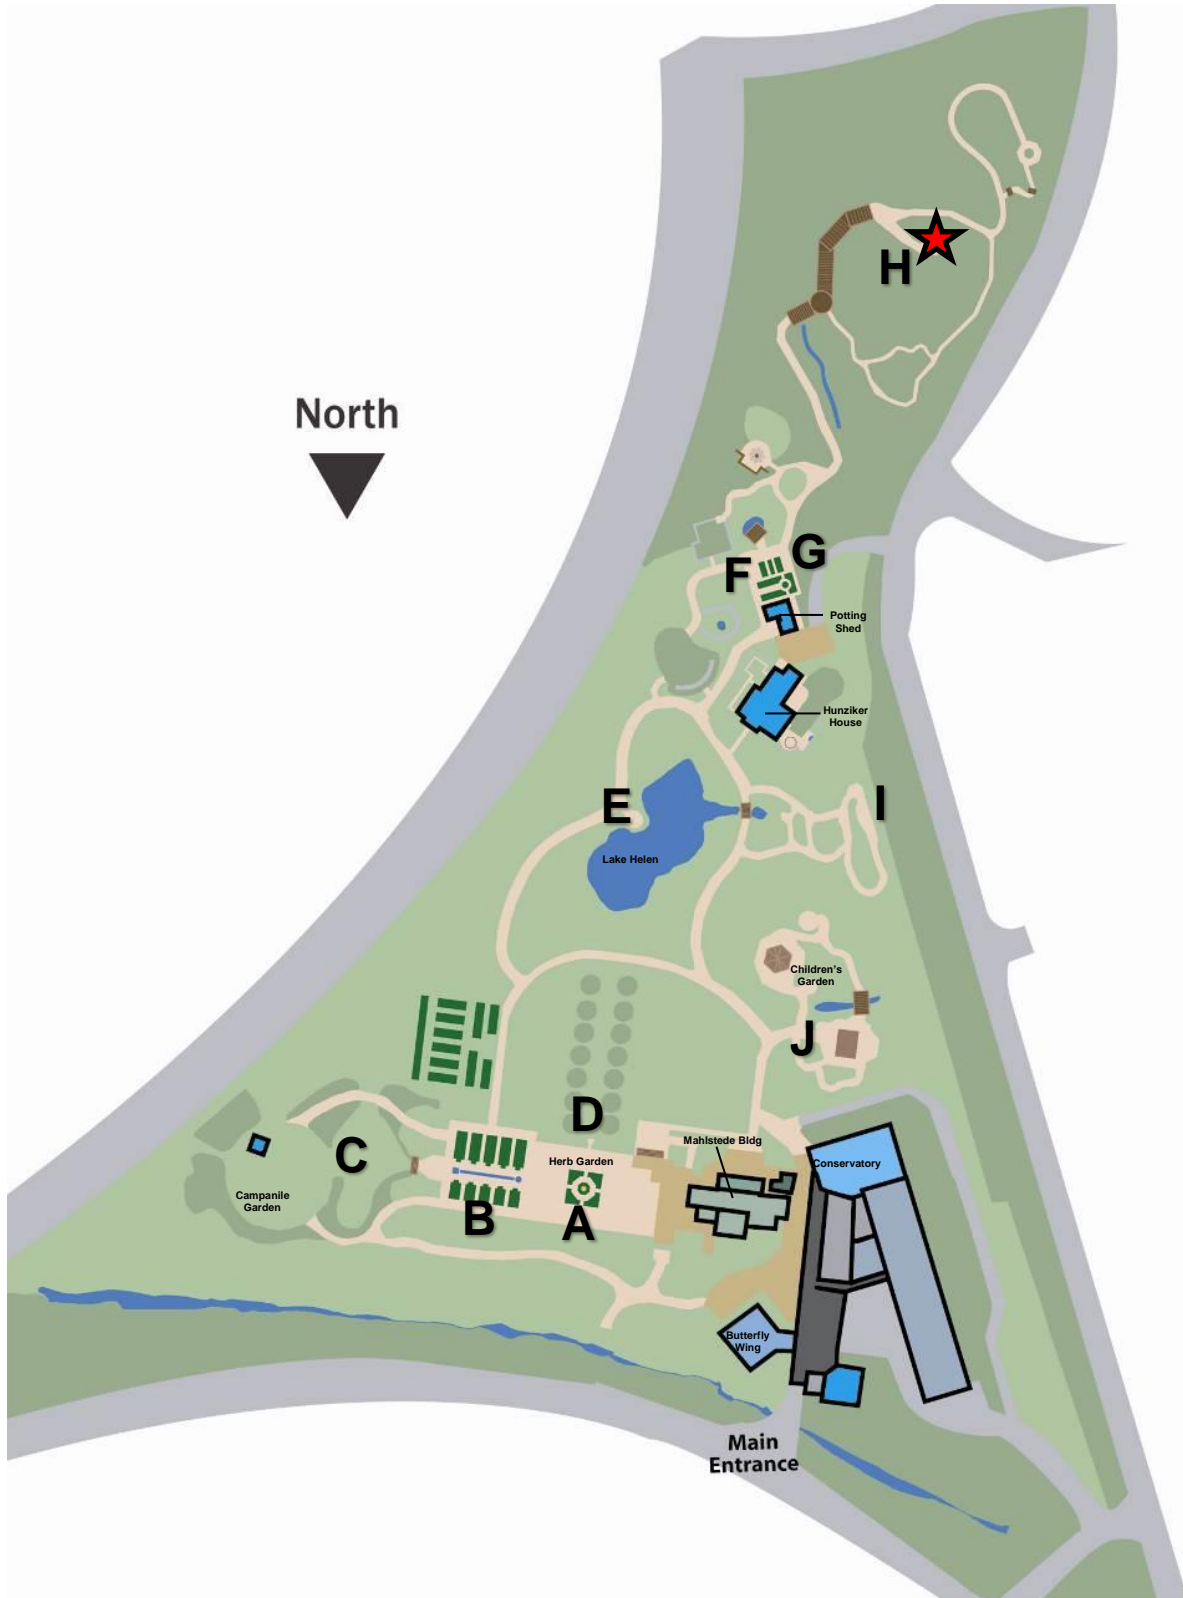 H
North
G
F
Potting
Shed
Hunziker
House
E
I
Lake Helen
Children's
Garden
J
D
Mahlstede Bldg
C
Herb Garden
Conservatory
Campanile
Garden
B
A
Butterfly
Wing
Main
Entrance